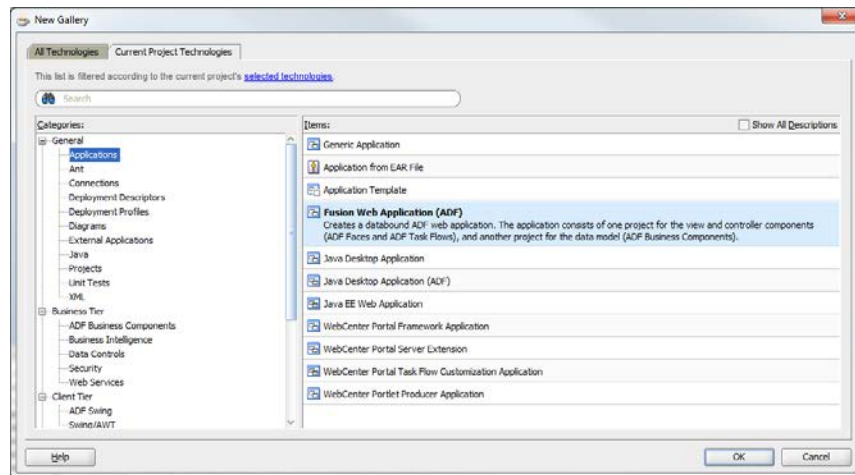 New Gallery
All Technologies
Current Project Technologies
This list is filtered according to the current project's selected technologies.
Search
Categories:
General
Applications
Ant
Connections
Deployment Descriptors
Deployment Profiles
Diagrams
External Applications
Java
Projects
Unit Tests
XML
Business Tier
ADF Business Components
Business Intelligence
Data Controls
Security
Web Services
Client Tier
ADF Swing
Swing/AWT
Items:
Show All Descriptions
Generic Application
Application from EAR File
Application Template
Fusion Web Application (ADF)
Creates a databound ADF web application. The application consists of one project for the view and controller components
(ADF Faces and ADF Task Flows), and another project for the data model (ADF Business Components).
Java Desktop Application
Java Desktop Application (ADF)
Java EE Web Application
WebCenter Portal Framework Application
WebCenter Portal Server Extension
WebCenter Portal Task Flow Customization Application
WebCenter Portlet Producer Application
Help
OK
Cancel